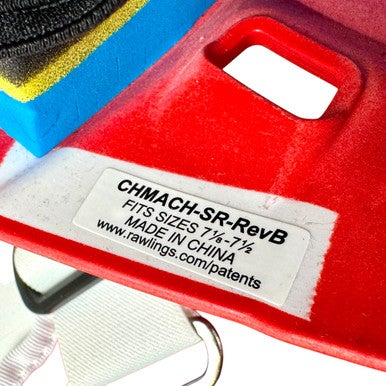 CHMACH-SR-RevB
FITS SIZES 7⅛-7½
MADE IN CHINA
www.rawlings.com/patents